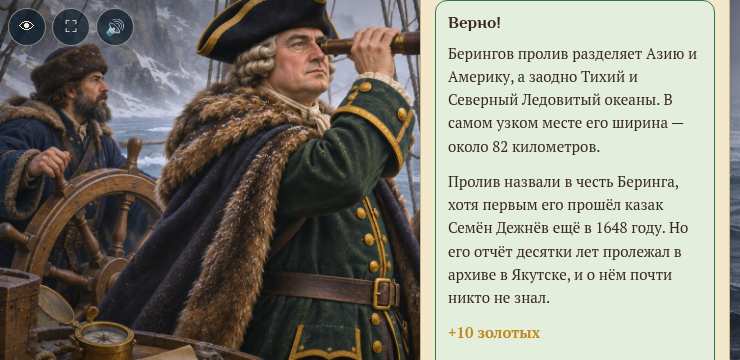 Верно!
Берингов пролив разделяет Азию и
Америку, а заодно Тихий и
Северный Ледовитый океаны. В
самом узком месте его ширина —
около 82 километров.
Пролив назвали в честь Беринга,
хотя первым его прошёл казак
Семён Дежнёв ещё в 1648 году. Но
его отчёт десятки лет пролежал в
архиве в Якутске, и о нём почти
никто не знал.
+10 золотых